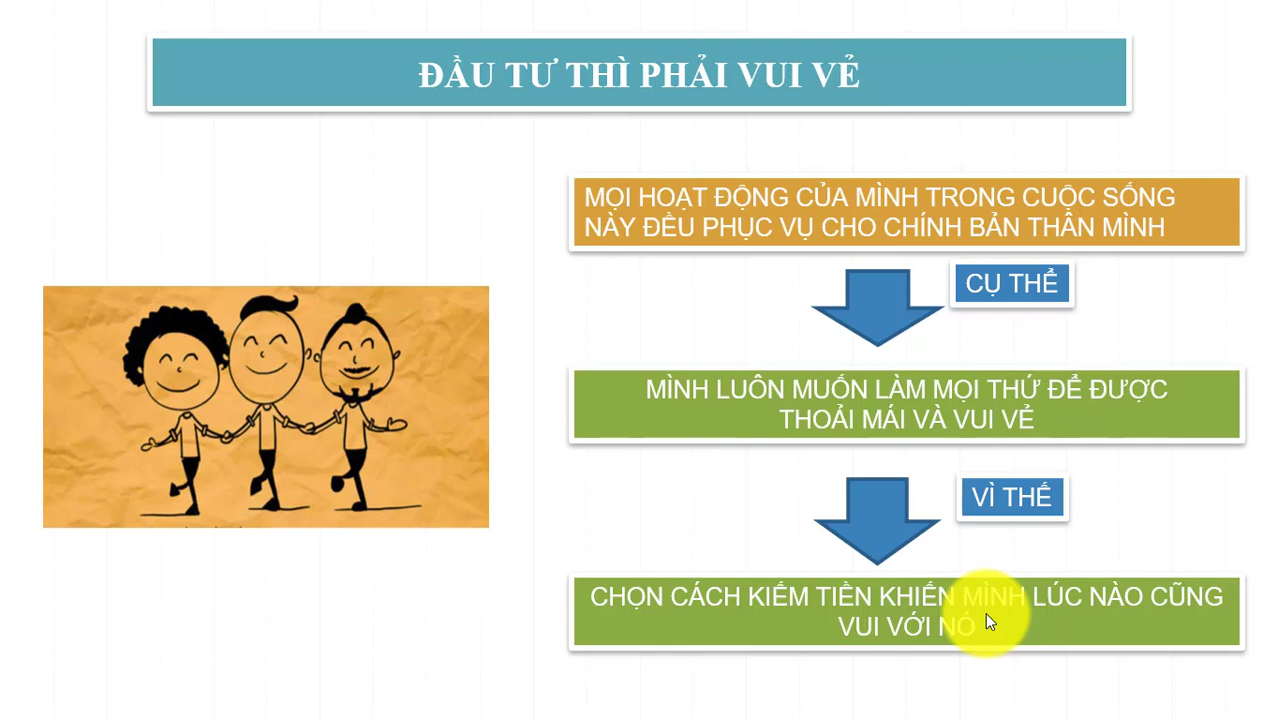 ĐẦU TƯ THÌ PHẢI VUI VẺ
MỌI HOẠT ĐỘNG CỦA MÌNH TRONG CUỘC SỐNG
NÀY ĐỀU PHỤC VỤ CHO CHÍNH BẢN THÂN MÌNH
CỤ THỂ
MÌNH LUÔN MUỐN LÀM MỌI THỨ ĐỂ ĐƯỢC
THOẢI MÁI VÀ VUI VẺ
VÌ THẾ
CHỌN CÁCH KIẾM TIỀN KHIẾN MÌNH LÚC NÀO CŨNG
VUI VỚI NÓ